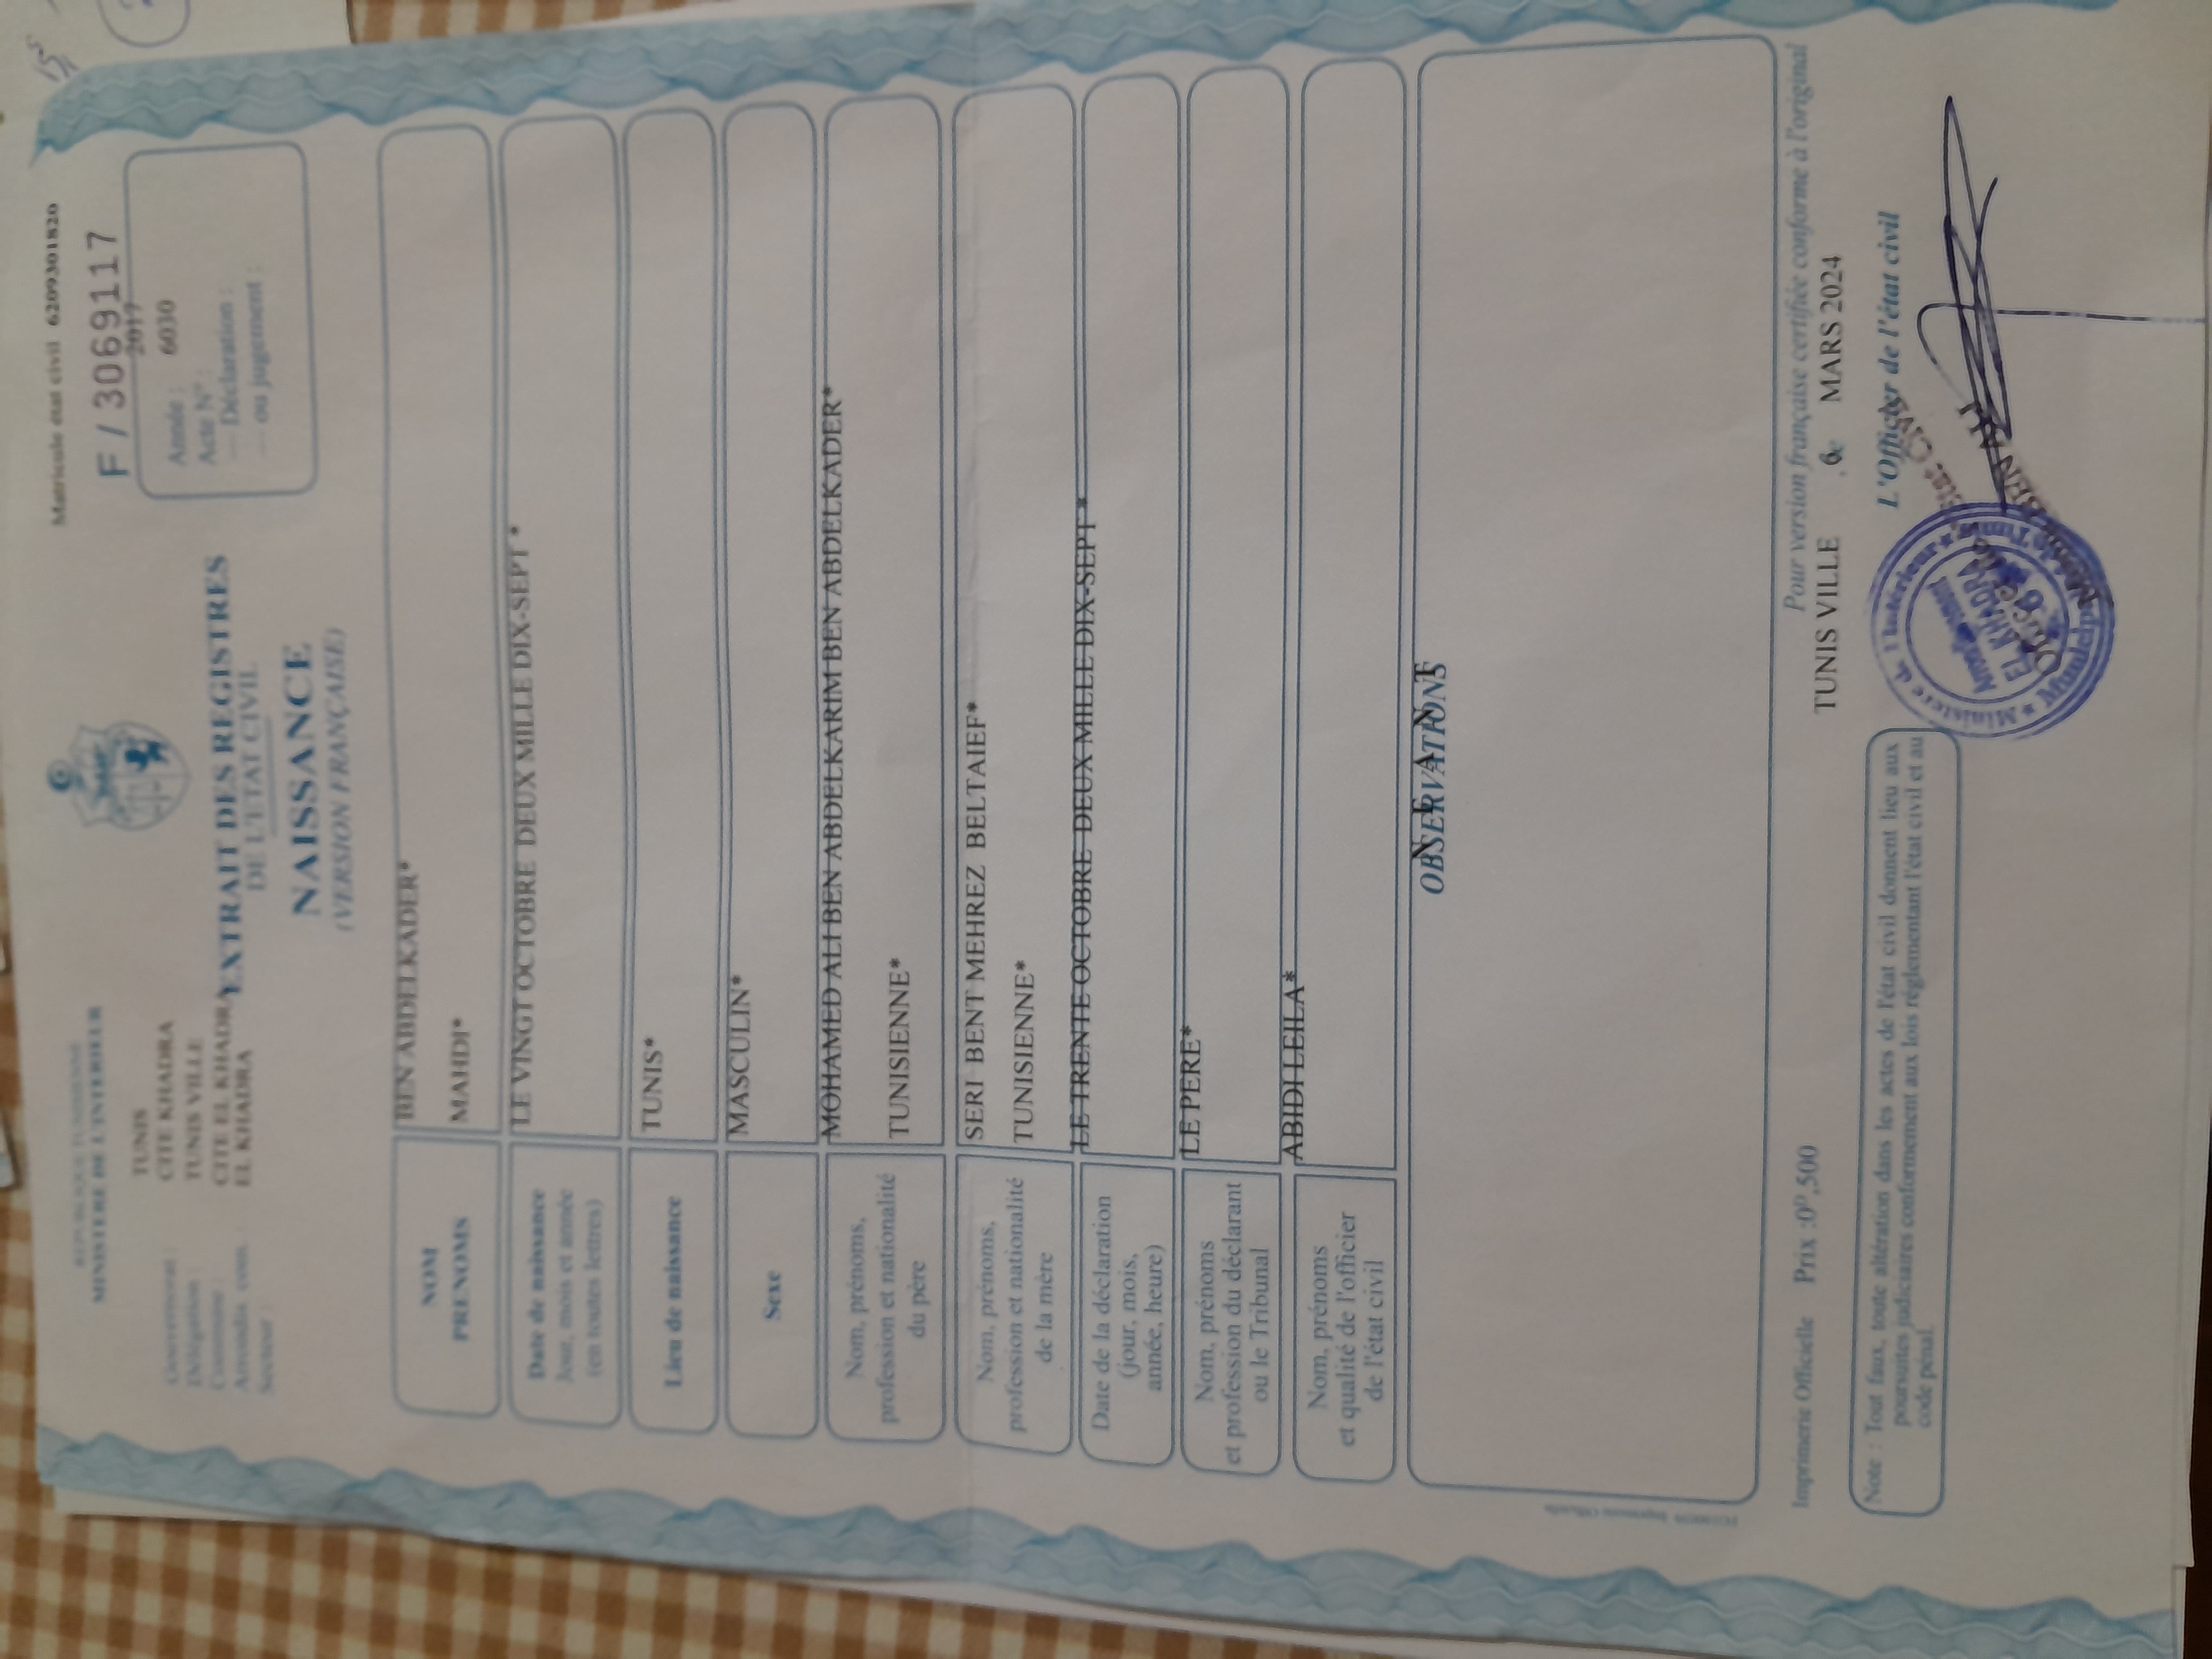 REPUBLIQUE TUNISIENNE
MINISTERE DE L'INTERIEUR
Matricule état civil 6209301820
F / 30691117
Gouvernorat : TUNIS
Délégation : CITE KHADRA
Commune : TUNIS VILLE
Arrondis. com. : CITE EL KHADRA
Secteur : EL KHADRA
EXTRAIT DES REGISTRES
DE L'ETAT CIVIL
NAISSANCE
(VERSION FRANÇAISE)
Année : 2017
Acte N° : 6030
— Déclaration :
— ou jugement :
NOM BEN ABDELKADER*
PRENOMS MAHDI*
Date de naissance
Jour, mois et année
(en toutes lettres)
LE VINGT OCTOBRE DEUX MILLE DIX-SEPT *
Lieu de naissance TUNIS*
Sexe MASCULIN*
Nom, prénoms,
profession et nationalité
du père
MOHAMED ALI BEN ABDELKARIM BEN ABDELKADER*
TUNISIENNE*
Nom, prénoms,
profession et nationalité
de la mère
SERI BENT MEHREZ BELTAIEF*
TUNISIENNE*
Date de la déclaration
(jour, mois,
année, heure)
LE TRENTE OCTOBRE DEUX MILLE DIX-SEPT *
Nom, prénoms
et profession du déclarant
ou le Tribunal
LE PERE*
Nom, prénoms
et qualité de l'officier
de l'état civil
ABIDI LEILA*
OBSERVATIONS
N E A N T
Imprimerie Officielle Prix :0ᴰ,500
Pour version française certifiée conforme à l'original
TUNIS VILLE , 6 MARS 2024
L'Officier de l'état civil
Note : Tout faux, toute altération dans les actes de l'état civil donnent lieu aux
poursuites judiciaires conformement aux lois réglementant l'état civil et au
code pénal.